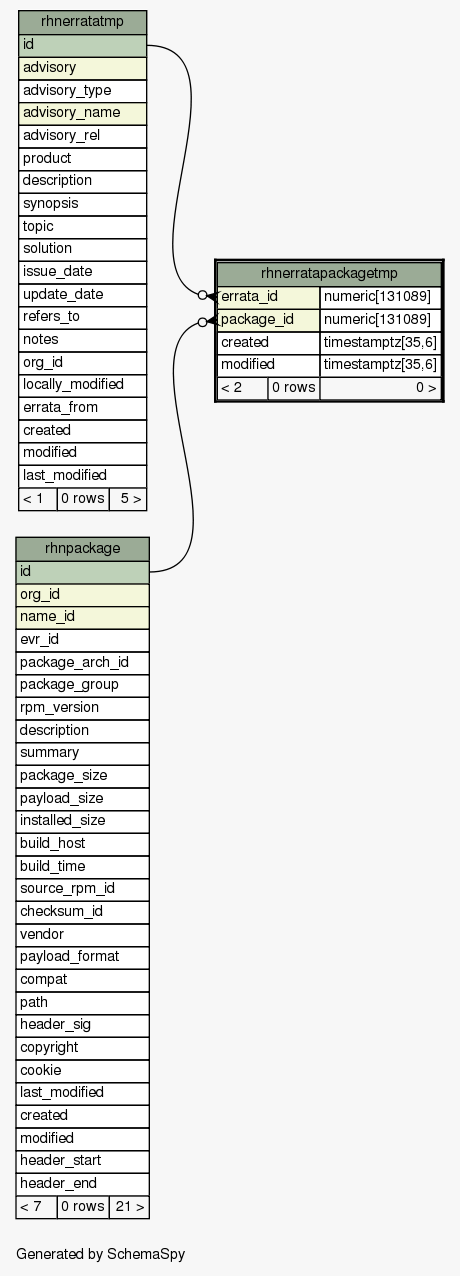 rhnerratatmp
id
advisory
advisory_type
advisory_name
advisory_rel
product
description
synopsis
topic
solution
issue_date
update_date
refers_to
notes
org_id
locally_modified
errata_from
created
modified
last_modified
< 1 0 rows 5 >
rhnerratapackagetmp
errata_id numeric[131089]
package_id numeric[131089]
created timestamptz[35,6]
modified timestamptz[35,6]
< 2 0 rows 0 >
rhnpackage
id
org_id
name_id
evr_id
package_arch_id
package_group
rpm_version
description
summary
package_size
payload_size
installed_size
build_host
build_time
source_rpm_id
checksum_id
vendor
payload_format
compat
path
header_sig
copyright
cookie
last_modified
created
modified
header_start
header_end
< 7 0 rows 21 >
Generated by SchemaSpy